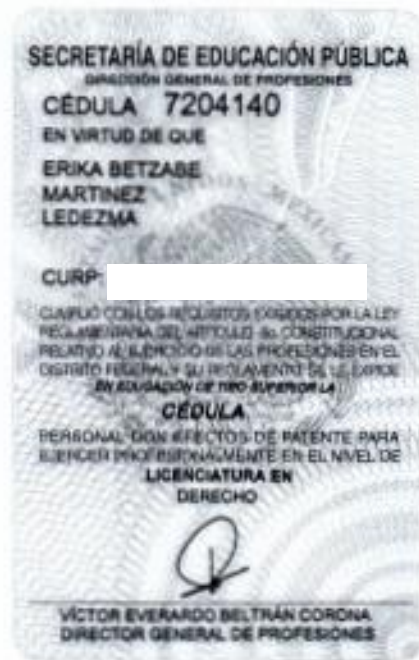 SECRETARÍA DE EDUCACIÓN PÚBLICA
DIRECCIÓN GENERAL DE PROFESIONES
CÉDULA 7204140
EN VIRTUD DE QUE
ERIKA BETZABE
MARTINEZ
LEDEZMA
CURP
CUMPLIÓ CON LOS REQUISITOS EXIGIDOS POR LA LEY
REGLAMENTARIA DEL ARTÍCULO 5o. CONSTITUCIONAL
RELATIVO AL EJERCICIO DE LAS PROFESIONES EN EL
DISTRITO FEDERAL Y SU REGLAMENTO SE LE EXPIDE
EN EDUCACIÓN DE TIPO SUPERIOR LA
CÉDULA
PERSONAL CON EFECTOS DE PATENTE PARA
EJERCER PROFESIONALMENTE EN EL NIVEL DE
LICENCIATURA EN
DERECHO
VÍCTOR EVERARDO BELTRÁN CORONA
DIRECTOR GENERAL DE PROFESIONES